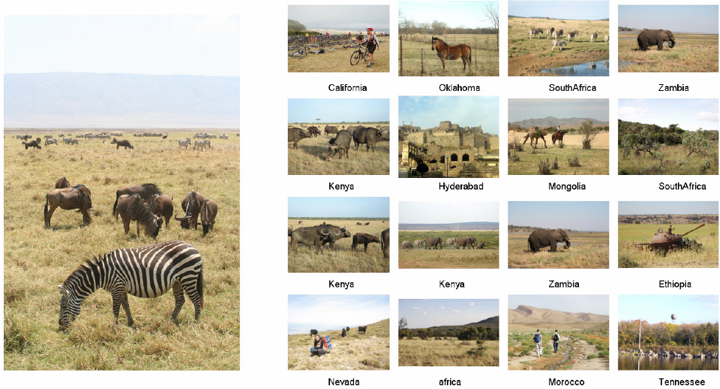 California Oklahoma SouthAfrica Zambia
Kenya Hyderabad Mongolia SouthAfrica
Kenya Kenya Zambia Ethiopia
Nevada africa Morocco Tennessee